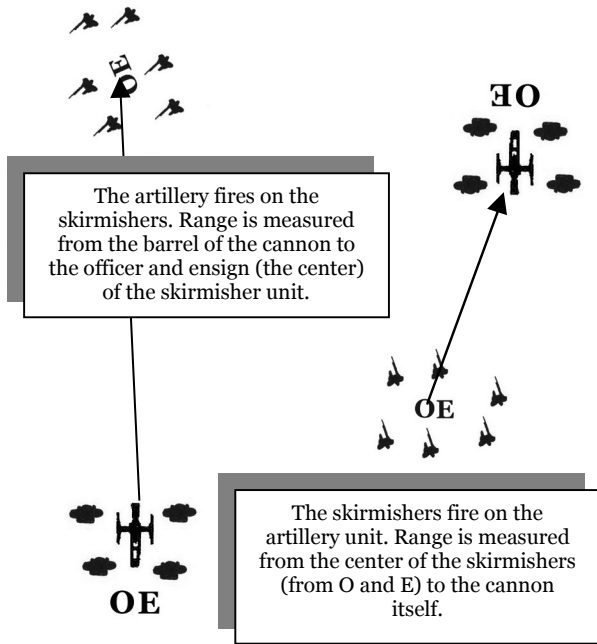 OE
OE
The artillery fires on the
skirmishers. Range is measured
from the barrel of the cannon to
the officer and ensign (the center)
of the skirmisher unit.
OE
The skirmishers fire on the
artillery unit. Range is measured
from the center of the skirmishers
(from O and E) to the cannon
itself.
OE